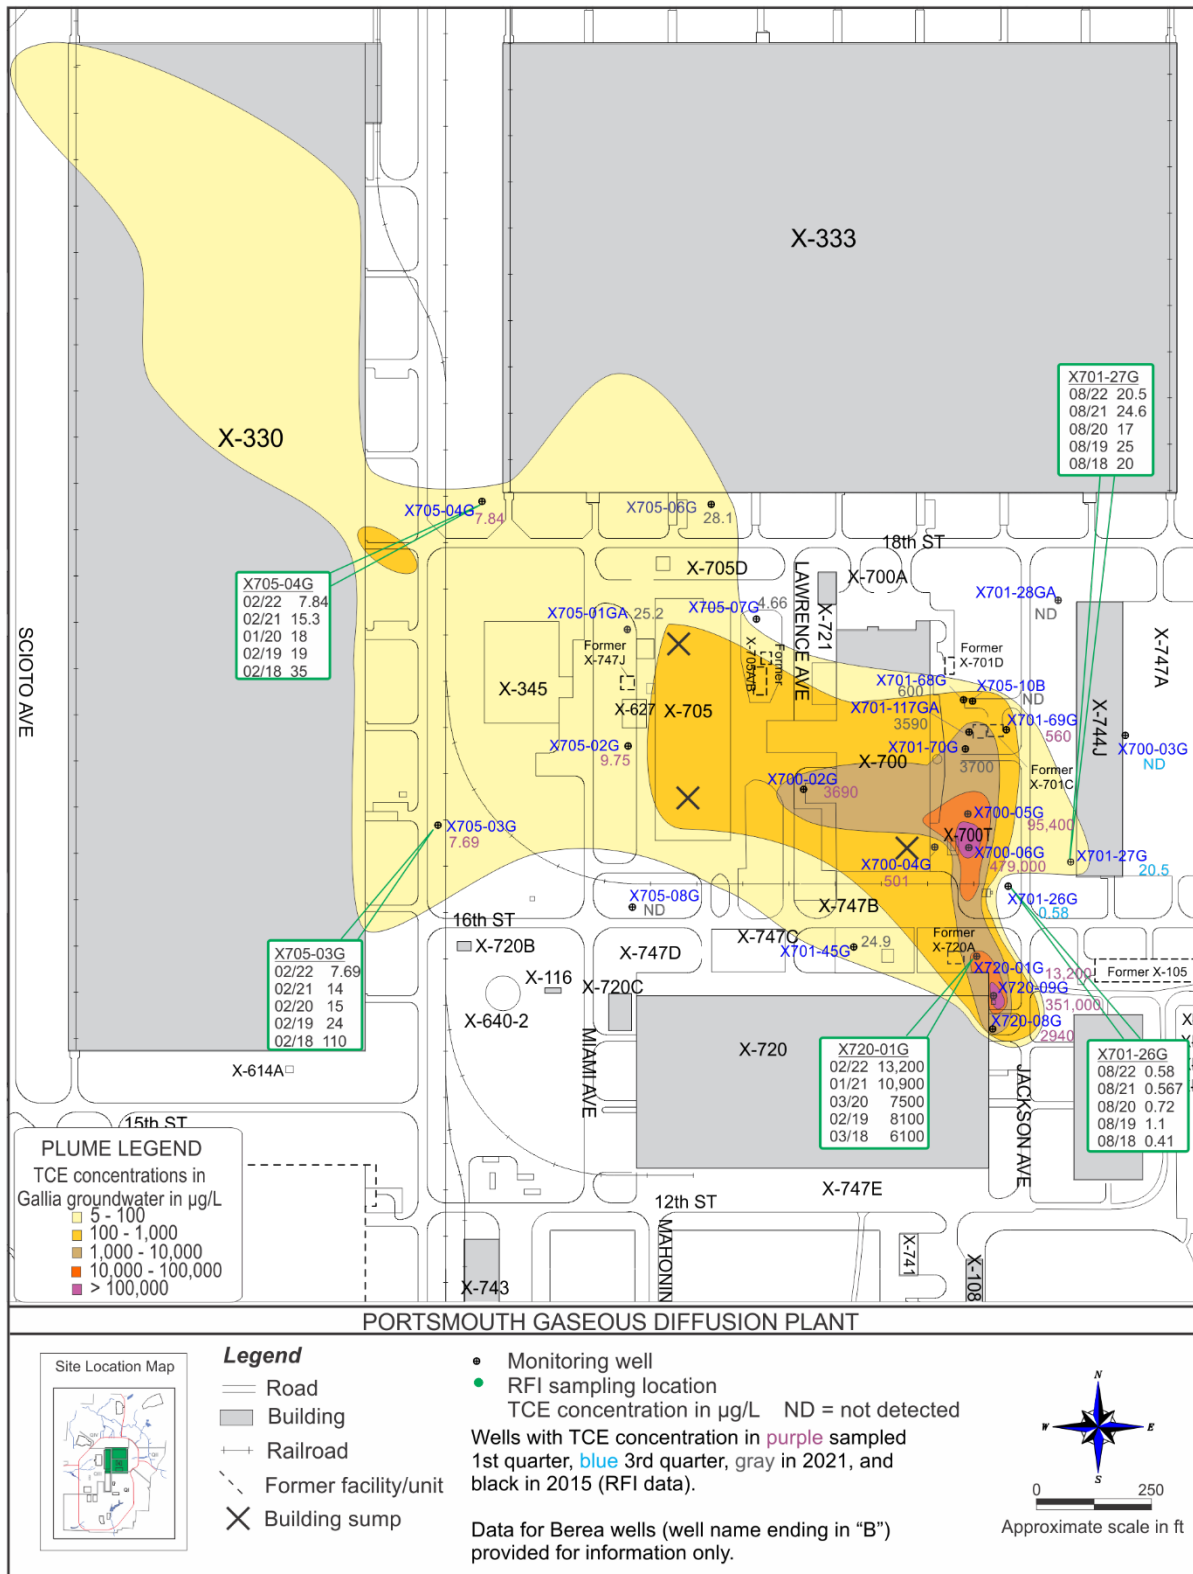 X-333
X-330
X701-27G
08/22 20.5
08/21 24.6
08/20 17
08/19 25
08/18 20
X705-04G
7.84
X705-06G
28.1
18th ST
X-705D
X-700A
X705-04G
02/22 7.84
02/21 15.3
01/20 18
02/19 19
02/18 35
X705-01GA
25.2
X705-07G
4.66
LAWRENCE AVE
X-721
X701-28GA
ND
X-747A
SCIOTO AVE
Former
X-747J
Former
X-705A/B
Former
X-701D
X-345
X-627
X-705
X701-68G
600
X705-10B
ND
X701-117GA
3590
X701-69G
560
X-744J
X705-02G
9.75
X-700
X701-70G
3700
X700-03G
ND
Former
X-701C
X700-02G
3690
X705-03G
7.69
X700-05G
95,400
X-700T
X700-04G
501
X700-06G
479,000
X701-27G
20.5
X705-08G
ND
X-747B
X701-26G
0.58
16th ST
X-720B
X-747D
X-747C
24.9
X701-45G
Former
X-720A
X720-01G
13,200
Former X-105
X705-03G
02/22 7.69
02/21 14
02/20 15
02/19 24
02/18 110
X-116
X-720C
X-640-2
X720-09G
351,000
X720-08G
2940
X-720
X-614A
MIAMI AVE
X720-01G
02/22 13,200
01/21 10,900
03/20 7500
02/19 8100
03/18 6100
JACKSON AVE
X701-26G
08/22 0.58
08/21 0.567
08/20 0.72
08/19 1.1
08/18 0.41
15th ST
PLUME LEGEND
TCE concentrations in
Gallia groundwater in µg/L
5 - 100
100 - 1,000
1,000 - 10,000
10,000 - 100,000
> 100,000
X-747E
12th ST
X-743
MAHONIN
X-741
X-108
PORTSMOUTH GASEOUS DIFFUSION PLANT
Site Location Map
Legend
Road
Building
Railroad
Former facility/unit
Building sump
Monitoring well
RFI sampling location
TCE concentration in µg/L ND = not detected
Wells with TCE concentration in purple sampled
1st quarter, blue 3rd quarter, gray in 2021, and
black in 2015 (RFI data).
Data for Berea wells (well name ending in “B”)
provided for information only.
N
W
E
S
0 250
Approximate scale in ft